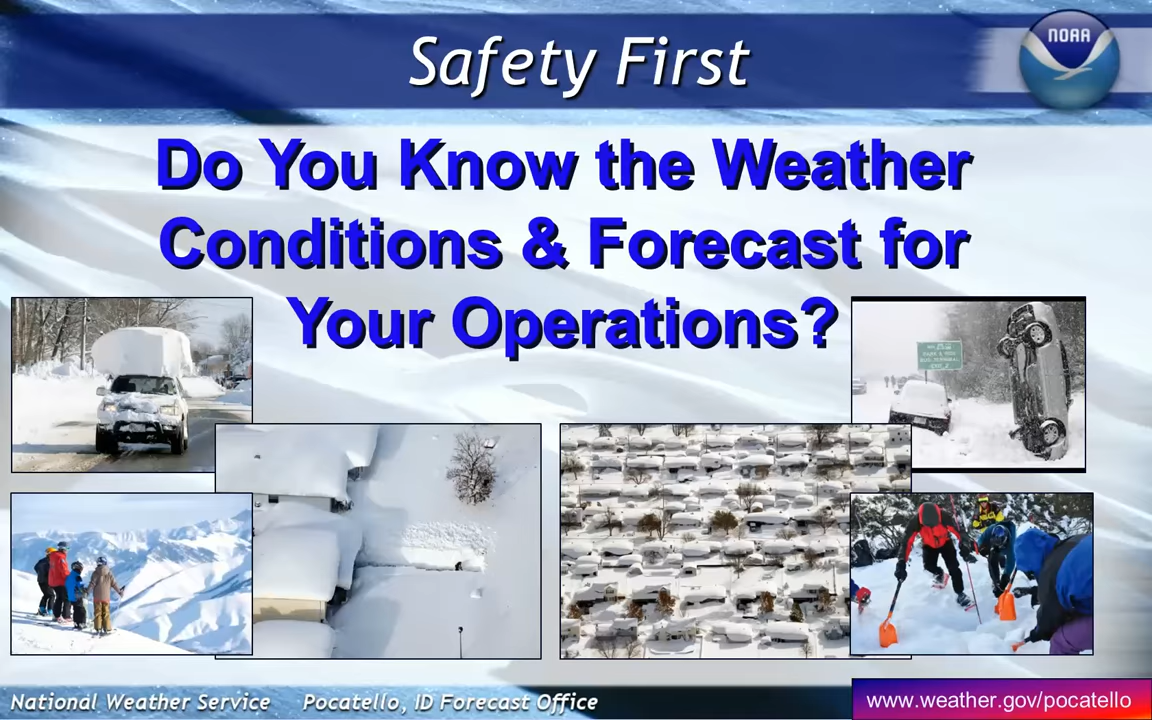 Safety First
NOAA
Do You Know the Weather
Conditions & Forecast for
Your Operations?
National Weather Service Pocatello, ID Forecast Office
www.weather.gov/pocatello